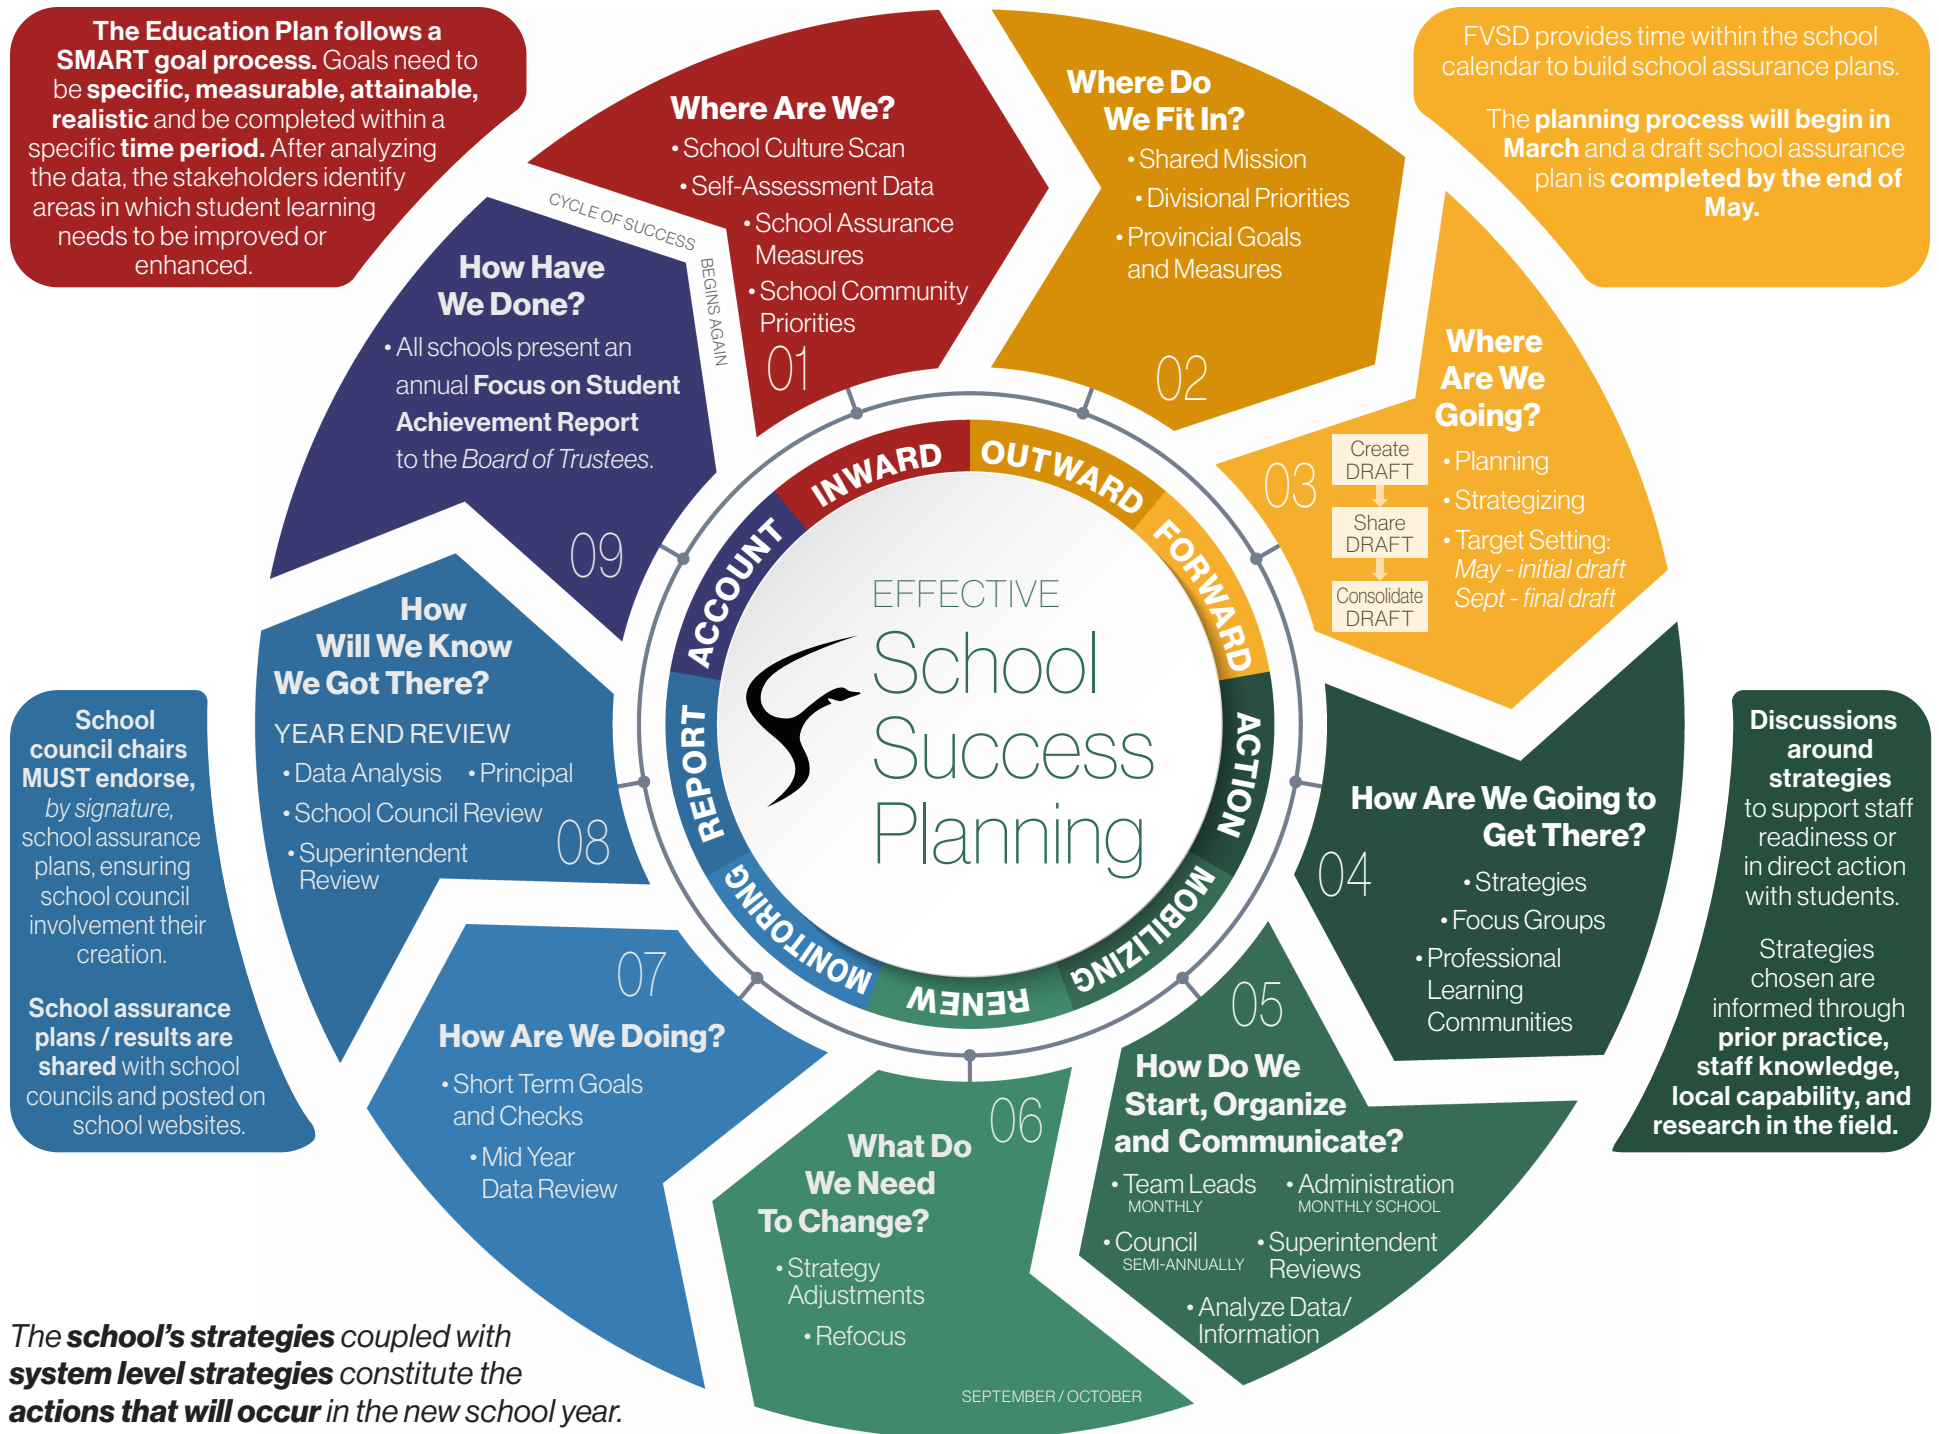 The Education Plan follows a
SMART goal process. Goals need to
be specific, measurable, attainable,
realistic and be completed within a
specific time period. After analyzing
the data, the stakeholders identify
areas in which student learning
needs to be improved or
enhanced.
FVSD provides time within the school
calendar to build school assurance plans.
The planning process will begin in
March and a draft school assurance
plan is completed by the end of
May.
Where Are We?
• School Culture Scan
• Self-Assessment Data
• School Assurance
Measures
• School Community
Priorities
01
Where Do
We Fit In?
• Shared Mission
• Divisional Priorities
• Provincial Goals
and Measures
02
Where
Are We
Going?
• Planning
• Strategizing
• Target Setting:
May - initial draft
Sept - final draft
03
Create
DRAFT
Share
DRAFT
Consolidate
DRAFT
How Are We Going to
Get There?
• Strategies
• Focus Groups
• Professional
Learning
Communities
04
Discussions
around
strategies
to support staff
readiness or
in direct action
with students.
Strategies
chosen are
informed through
prior practice,
staff knowledge,
local capability, and
research in the field.
05
How Do We
Start, Organize
and Communicate?
• Team Leads
MONTHLY
• Administration
MONTHLY SCHOOL
• Council
SEMI-ANNUALLY
• Superintendent
Reviews
• Analyze Data/
Information
06
What Do
We Need
To Change?
• Strategy
Adjustments
• Refocus
SEPTEMBER / OCTOBER
07
How Are We Doing?
• Short Term Goals
and Checks
• Mid Year
Data Review
How
Will We Know
We Got There?
YEAR END REVIEW
• Data Analysis • Principal
• School Council Review
• Superintendent
Review
08
School
council chairs
MUST endorse,
by signature,
school assurance
plans, ensuring
school council
involvement their
creation.
School assurance
plans / results are
shared with school
councils and posted on
school websites.
How Have
We Done?
• All schools present an
annual Focus on Student
Achievement Report
to the Board of Trustees.
09
CYCLE OF SUCCESS
BEGINS AGAIN
INWARD
OUTWARD
FORWARD
ACTION
MOBILIZING
RENEW
MONITORING
REPORT
ACCOUNT
EFFECTIVE
School
Success
Planning
The school's strategies coupled with
system level strategies constitute the
actions that will occur in the new school year.